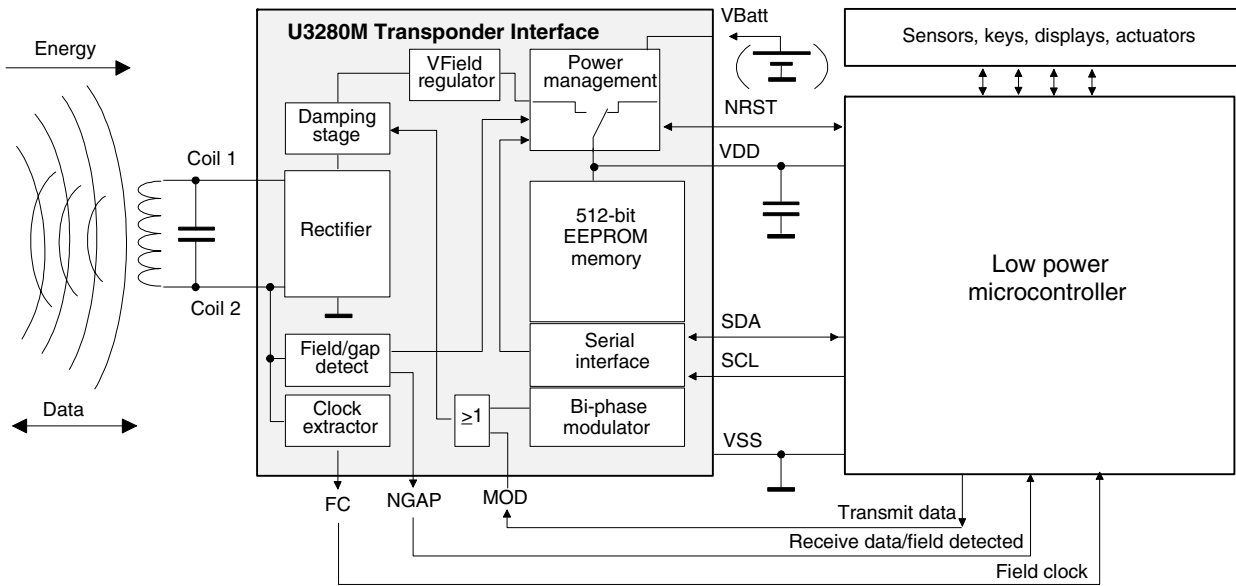 Energy
Data
Coil 1
Coil 2
U3280M Transponder Interface
VField
regulator
Power
management
Damping
stage
Rectifier
512-bit
EEPROM
memory
Field/gap
detect
Serial
interface
Clock
extractor
≥1
Bi-phase
modulator
VBatt
NRST
VDD
SDA
SCL
VSS
Sensors, keys, displays, actuators
Low power
microcontroller
FC
NGAP
MOD
Transmit data
Receive data/field detected
Field clock